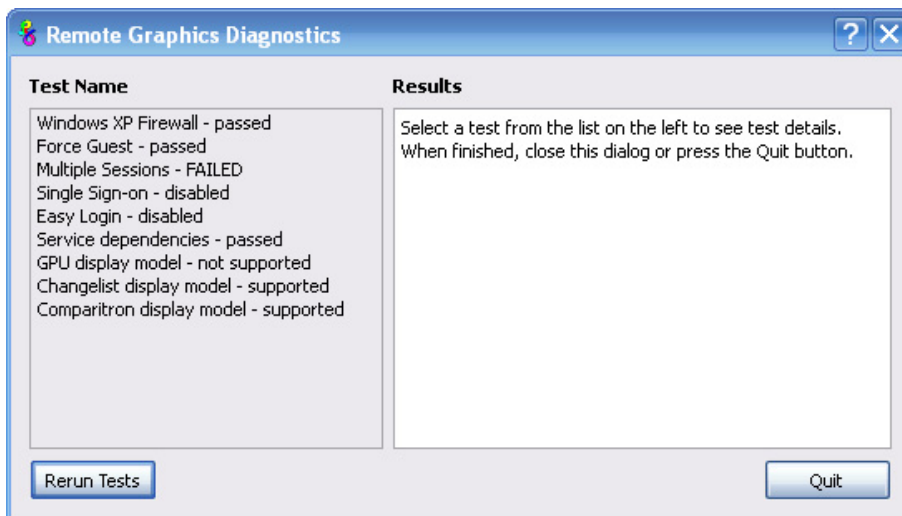 Remote Graphics Diagnostics
Test Name
Windows XP Firewall - passed
Force Guest - passed
Multiple Sessions - FAILED
Single Sign-on - disabled
Easy Login - disabled
Service dependencies - passed
GPU display model - not supported
Changelist display model - supported
Comparitron display model - supported
Results
Select a test from the list on the left to see test details.
When finished, close this dialog or press the Quit button.
Rerun Tests
Quit